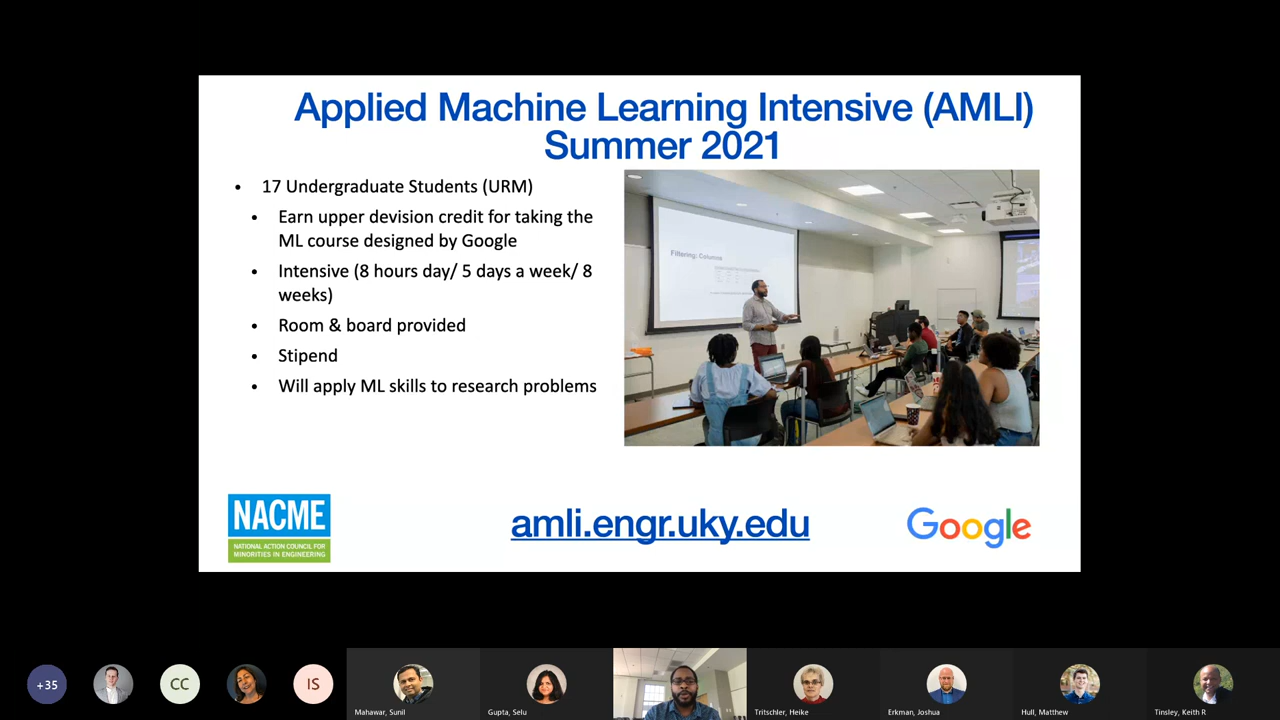 Applied Machine Learning Intensive (AMLI)
Summer 2021
• 17 Undergraduate Students (URM)
• Earn upper devision credit for taking the
ML course designed by Google
• Intensive (8 hours day/ 5 days a week/ 8
weeks)
• Room & board provided
• Stipend
• Will apply ML skills to research problems
Filtering: Columns
NACME
NATIONAL ACTION COUNCIL FOR
MINORITIES IN ENGINEERING
amli.engr.uky.edu
Google
+35
CC
IS
Mahawar, Sunil
Gupta, Selu
Tritschler, Heike
Erkman, Joshua
Hull, Matthew
Tinsley, Keith R